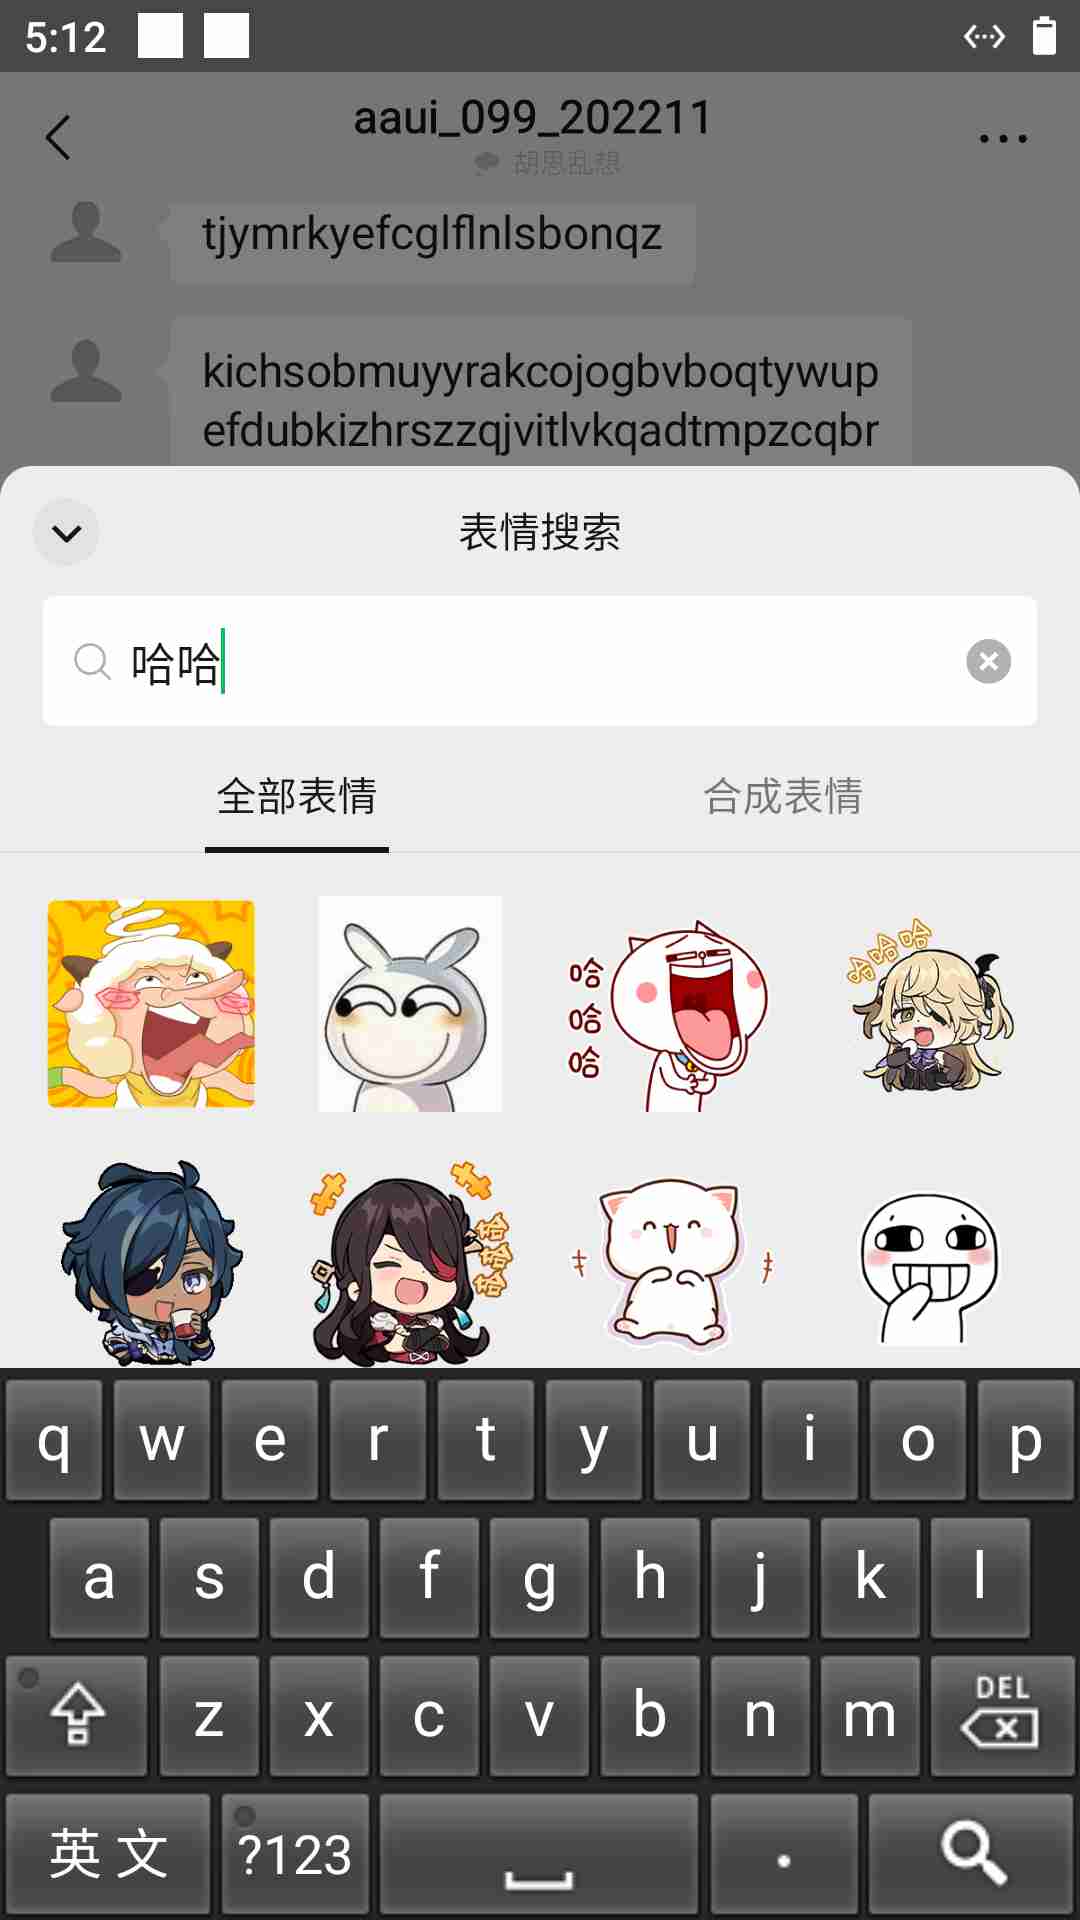 5:12
aaui_099_202211
胡思乱想
tjymrkyefcglflnlsbonqz
kichsobmuyyrakcojogbvboqtywup
efdubkizhrszzqjvitlvkqadtmpzcqbr
表情搜索
哈哈
全部表情
合成表情
哈
哈
哈
哈哈哈
哈哈哈
q w e r t y u i o p
a s d f g h j k l
z x c v b n m DEL
英文 ?123 .